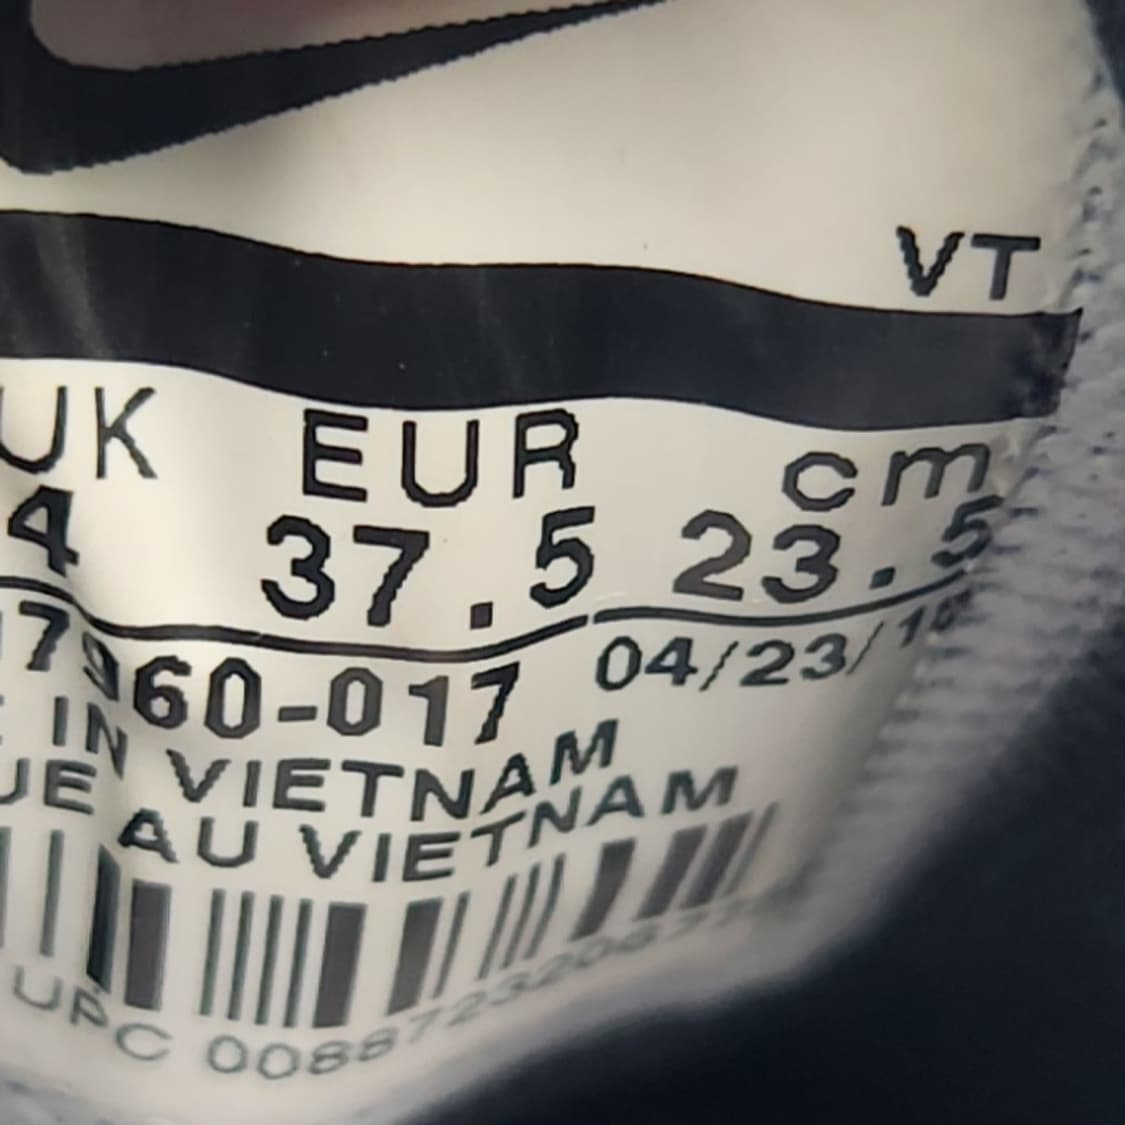 VT
UK EUR cm
4 37.5 23.5
7960-017 04/23/
IN VIETNAM
UE AU VIETNAM
UPC